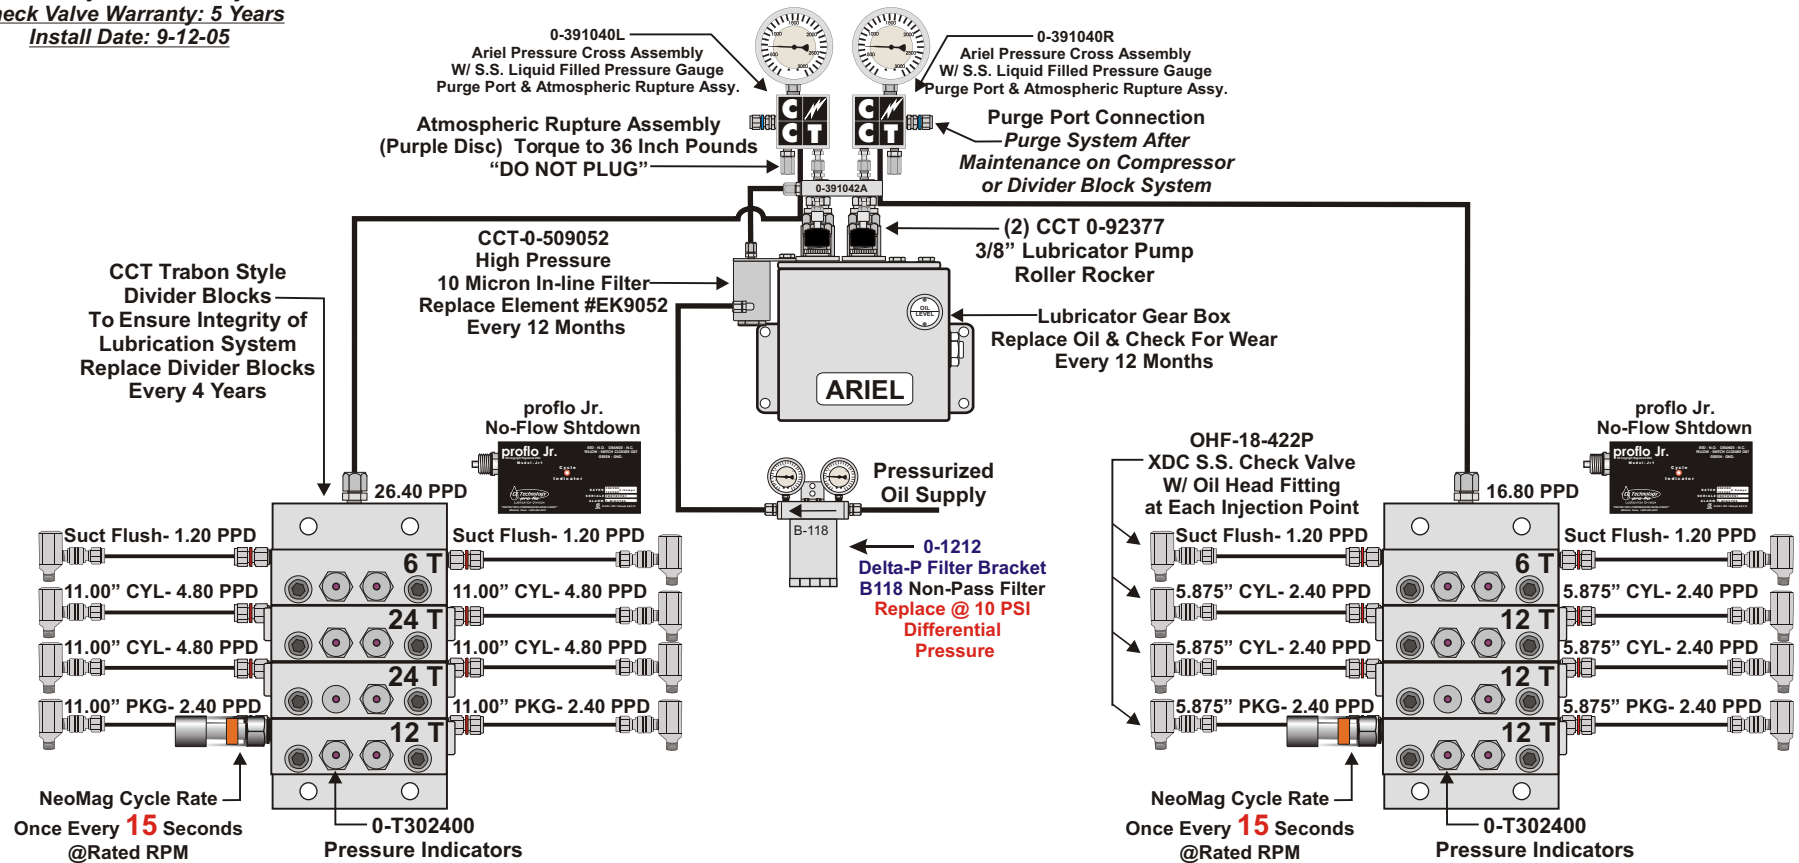 heck Valve Warranty: 5 Years
Install Date: 9-12-05
0-391040L
Ariel Pressure Cross Assembly
W/ S.S. Liquid Filled Pressure Gauge
Purge Port & Atmospheric Rupture Assy.
0-391040R
Ariel Pressure Cross Assembly
W/ S.S. Liquid Filled Pressure Gauge
Purge Port & Atmospheric Rupture Assy.
C
C T
C
C T
Atmospheric Rupture Assembly
(Purple Disc) Torque to 36 Inch Pounds
“DO NOT PLUG”
Purge Port Connection
Purge System After
Maintenance on Compressor
or Divider Block System
0-391042A
(2) CCT 0-92377
3/8” Lubricator Pump
Roller Rocker
CCT-0-509052
High Pressure
10 Micron In-line Filter
Replace Element #EK9052
Every 12 Months
CCT Trabon Style
Divider Blocks
To Ensure Integrity of
Lubrication System
Replace Divider Blocks
Every 4 Years
OIL
LEVEL
Lubricator Gear Box
Replace Oil & Check For Wear
Every 12 Months
ARIEL
proflo Jr.
No-Flow Shtdown
proflo Jr.
Cycle
Indicator
26.40 PPD
Pressurized
Oil Supply
B-118
0-1212
Delta-P Filter Bracket
B118 Non-Pass Filter
Replace @ 10 PSI
Differential
Pressure
OHF-18-422P
XDC S.S. Check Valve
W/ Oil Head Fitting
at Each Injection Point
proflo Jr.
No-Flow Shtdown
proflo Jr.
Cycle
Indicator
16.80 PPD
Suct Flush- 1.20 PPD
6 T
Suct Flush- 1.20 PPD
11.00” CYL- 4.80 PPD
24 T
11.00” CYL- 4.80 PPD
11.00” CYL- 4.80 PPD
24 T
11.00” CYL- 4.80 PPD
11.00” PKG- 2.40 PPD
12 T
11.00” PKG- 2.40 PPD
NeoMag Cycle Rate
Once Every 15 Seconds
@Rated RPM
0-T302400
Pressure Indicators
Suct Flush- 1.20 PPD
6 T
Suct Flush- 1.20 PPD
5.875” CYL- 2.40 PPD
12 T
5.875” CYL- 2.40 PPD
5.875” CYL- 2.40 PPD
12 T
5.875” CYL- 2.40 PPD
5.875” PKG- 2.40 PPD
12 T
5.875” PKG- 2.40 PPD
NeoMag Cycle Rate
Once Every 15 Seconds
@Rated RPM
0-T302400
Pressure Indicators